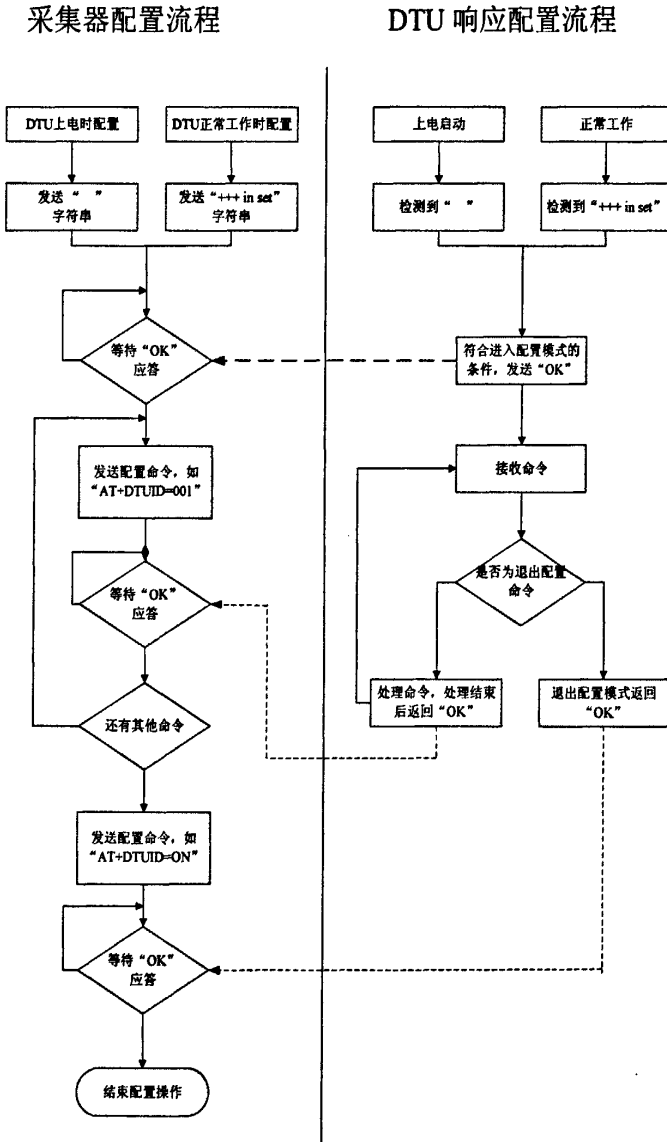 采集器配置流程
DTU 响应配置流程
DTU上电时配置
DTU正常工作时配置
发送“ ”
字符串
发送“+++ in set”
字符串
等待“OK”
应答
发送配置命令，如
“AT+DTUID=001”
等待“OK”
应答
还有其他命令
发送配置命令，如
“AT+DTUID=ON”
等待“OK”
应答
结束配置操作
上电启动
正常工作
检测到“ ”
检测到“+++ in set”
符合进入配置模式的
条件，发送“OK”
接收命令
是否为退出配置
命令
处理命令，处理结束
后返回“OK”
退出配置模式返回
“OK”